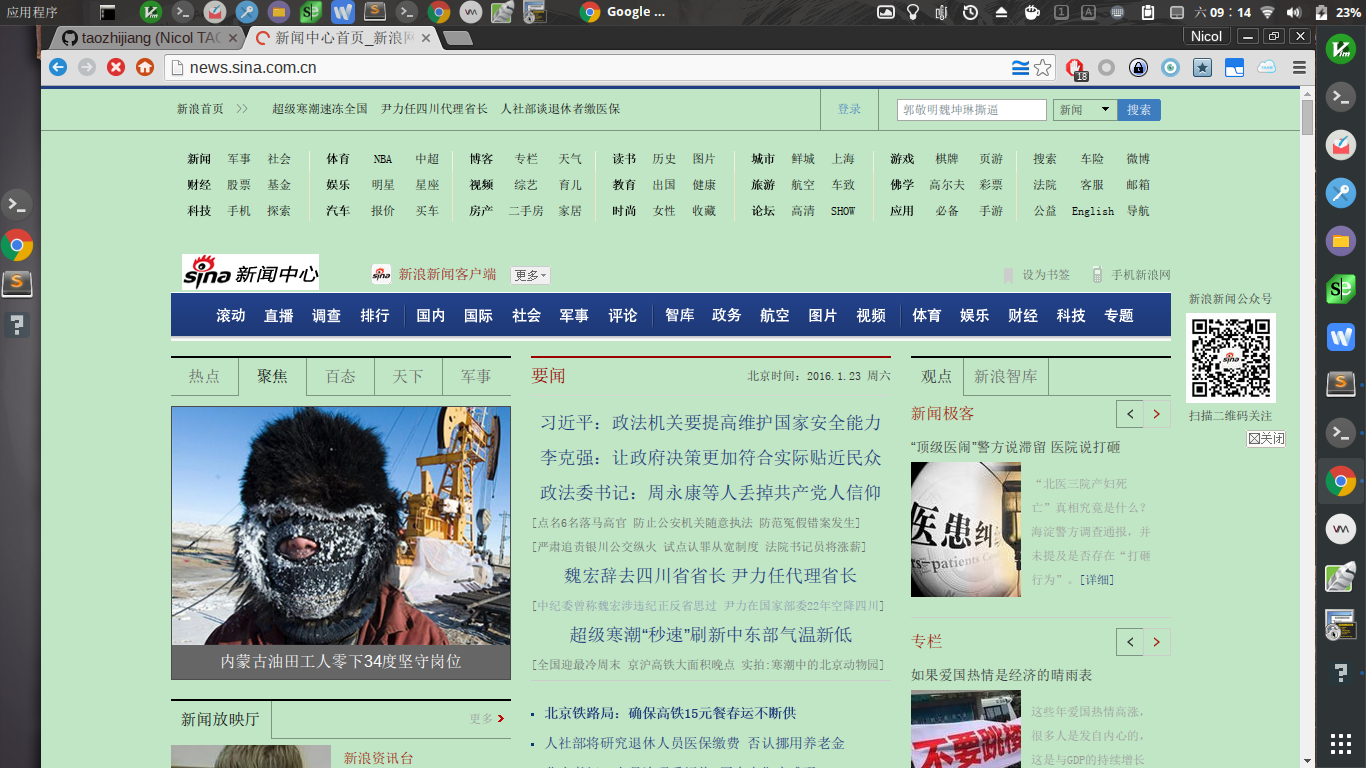 应用程序
Google ...
六 09：14
23%
taozhijiang (Nicol TAO
新闻中心首页_新浪网
Nicol
news.sina.com.cn
18
新浪首页 >> 超级寒潮速冻全国 尹力任四川代理省长 人社部谈退休者缴医保
登录
郭敬明魏坤琳撕逼
新闻
搜索
新闻 军事 社会 体育 NBA 中超 博客 专栏 天气 读书 历史 图片 城市 鲜城 上海 游戏 棋牌 页游 搜索 车险 微博
财经 股票 基金 娱乐 明星 星座 视频 综艺 育儿 教育 出国 健康 旅游 航空 车致 佛学 高尔夫 彩票 法院 客服 邮箱
科技 手机 探索 汽车 报价 买车 房产 二手房 家居 时尚 女性 收藏 论坛 高清 SHOW 应用 必备 手游 公益 English 导航
sina 新闻中心
新浪新闻客户端
更多
设为书签
手机新浪网
滚动 直播 调查 排行 国内 国际 社会 军事 评论 智库 政务 航空 图片 视频 体育 娱乐 财经 科技 专题
新浪新闻公众号
扫描二维码关注
关闭
热点 聚焦 百态 天下 军事
内蒙古油田工人零下34度坚守岗位
新闻放映厅
更多
新浪资讯台
要闻
北京时间：2016.1.23 周六
习近平：政法机关要提高维护国家安全能力
李克强：让政府决策更加符合实际贴近民众
政法委书记：周永康等人丢掉共产党人信仰
[点名6名落马高官 防止公安机关随意执法 防范冤假错案发生]
[严肃追责银川公交纵火 试点认罪从宽制度 法院书记员将涨薪]
魏宏辞去四川省省长 尹力任代理省长
[中纪委曾称魏宏涉违纪正反省思过 尹力在国家部委22年空降四川]
超级寒潮“秒速”刷新中东部气温新低
[全国迎最冷周末 京沪高铁大面积晚点 实拍:寒潮中的北京动物园]
北京铁路局：确保高铁15元餐春运不断供
人社部将研究退休人员医保缴费 否认挪用养老金
观点 新浪智库
新闻极客
“顶级医闹”警方说滞留 医院说打砸
医患纠
rs-patients
“北医三院产妇死
亡”真相究竟是什么？
海淀警方调查通报，并
未提及是否存在“打砸
行为”。[详细]
专栏
如果爱国热情是经济的晴雨表
不要跳楼
这些年爱国热情高涨，
很多人是发自内心的，
这是与GDP的持续增长